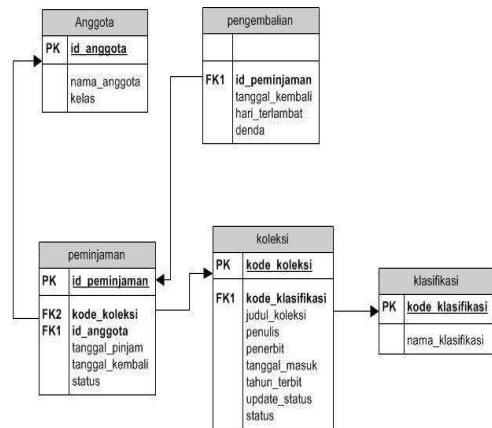 Anggota
PK id_anggota
nama_anggota
kelas
pengembalian
FK1 id_peminjaman
tanggal_kembali
hari_terlambat
denda
peminjaman
PK id_peminjaman
FK2 kode_koleksi
FK1 id_anggota
tanggal_pinjam
tanggal_kembali
status
koleksi
PK kode_koleksi
FK1 kode_klasifikasi
judul_koleksi
penulis
penerbit
tanggal_masuk
tahun_terbit
update_status
status
klasifikasi
PK kode_klasifikasi
nama_klasifikasi